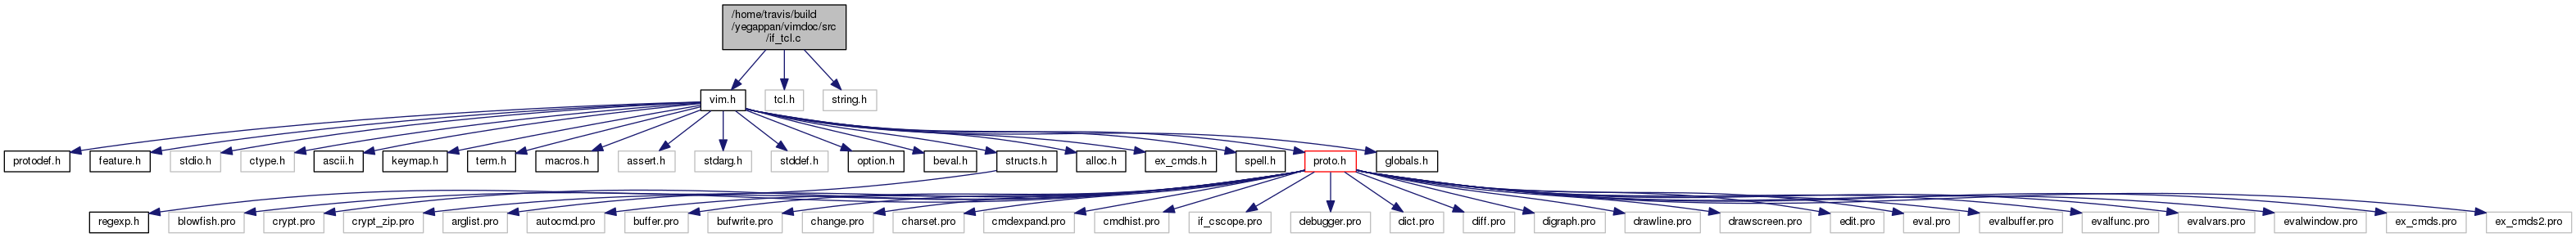 /home/travis/build
/yegappan/vimdoc/src
/if_tcl.c
vim.h
tcl.h
string.h
protodef.h
feature.h
stdio.h
ctype.h
ascii.h
keymap.h
term.h
macros.h
assert.h
stdarg.h
stddef.h
option.h
beval.h
structs.h
alloc.h
ex_cmds.h
spell.h
proto.h
globals.h
regexp.h
blowfish.pro
crypt.pro
crypt_zip.pro
arglist.pro
autocmd.pro
buffer.pro
bufwrite.pro
change.pro
charset.pro
cmdexpand.pro
cmdhist.pro
if_cscope.pro
debugger.pro
dict.pro
diff.pro
digraph.pro
drawline.pro
drawscreen.pro
edit.pro
eval.pro
evalbuffer.pro
evalfunc.pro
evalvars.pro
evalwindow.pro
ex_cmds.pro
ex_cmds2.pro